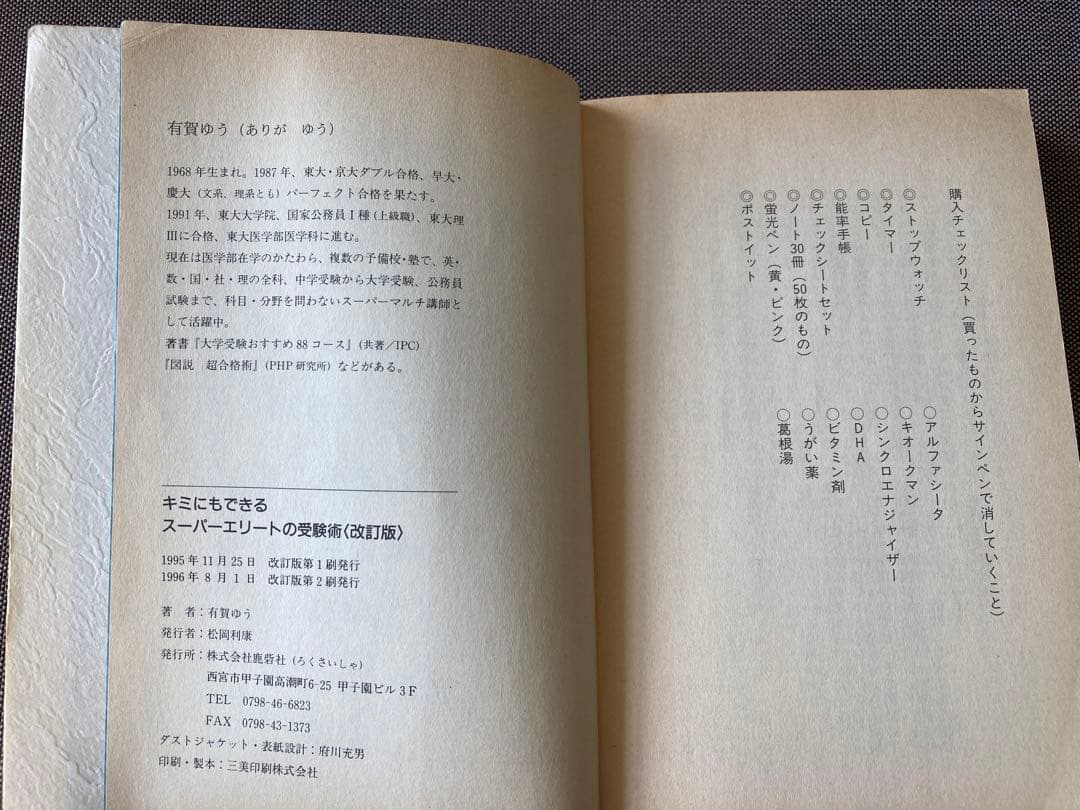 有賀ゆう（ありが　ゆう）
1968年生まれ。1987年、東大・京大ダブル合格、早大・
慶大（文系、理系とも）パーフェクト合格を果たす。
1991年、東大大学院、国家公務員Ⅰ種（上級職）、東大理
Ⅲに合格、東大医学部医学科に進む。
現在は医学部在学のかたわら、複数の予備校・塾で、英・
数・国・社・理の全科、中学受験から大学受験、公務員
試験まで、科目・分野を問わないスーパーマルチ講師と
して活躍中。
著書『大学受験おすすめ88コース』（共著／IPC）
『図説　超合格術』（PHP研究所）などがある。
キミにもできる
スーパーエリートの受験術〈改訂版〉
1995年11月25日　改訂版第1刷発行
1996年 8月 1日　改訂版第2刷発行
著　者：有賀ゆう
発行者：松岡利康
発行所：株式会社鹿砦社（ろくさいしゃ）
西宮市甲子園高潮町6-25 甲子園ビル3F
TEL　0798-46-6823
FAX　0798-43-1373
ダストジャケット・表紙設計：府川充男
印刷・製本：三美印刷株式会社
購入チェックリスト（買ったものからサインペンで消していくこと）
◎ストップウォッチ
◎タイマー
◎コピー
◎能率手帳
◎チェックシートセット
◎ノート30冊（50枚のもの）
◎蛍光ペン（黄・ピンク）
◎ポストイット
○アルファシータ
○キオークマン
○シンクロエナジャイザー
○DHA
○ビタミン剤
○うがい薬
○葛根湯